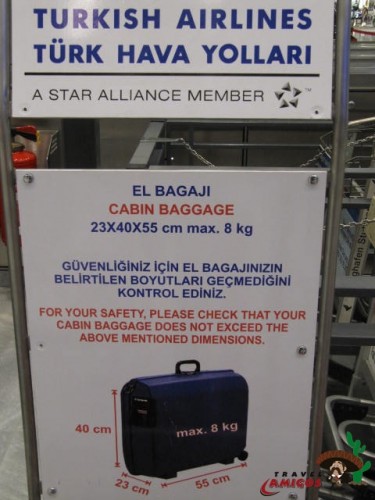 TURKISH AIRLINES
TÜRK HAVA YOLLARI
A STAR ALLIANCE MEMBER ™
EL BAGAJI
CABIN BAGGAGE
23X40X55 cm max. 8 kg
GÜVENLİĞİNİZ İÇİN EL BAGAJINIZIN
BELİRTİLEN BOYUTLARI GEÇMEDİĞİNİ
KONTROL EDİNİZ.
FOR YOUR SAFETY, PLEASE CHECK THAT YOUR
CABIN BAGGAGE DOES NOT EXCEED THE
ABOVE MENTIONED DIMENSIONS.
40 cm
max. 8 kg
23 cm
55 cm
TRAVEL
AMIGOS